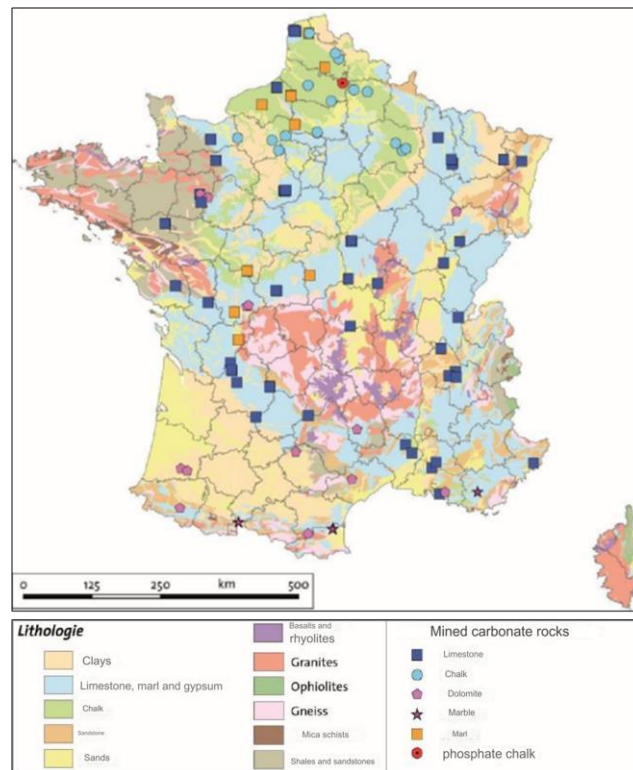 0 125 250 km 500
Lithologie
Clays
Limestone, marl and gypsum
Chalk
Sandstone
Sands
Basalts and
rhyolites
Granites
Ophiolites
Gneiss
Mica schists
Shales and sandstones
Mined carbonate rocks
Limestone
Chalk
Dolomite
Marble
Marl
phosphate chalk